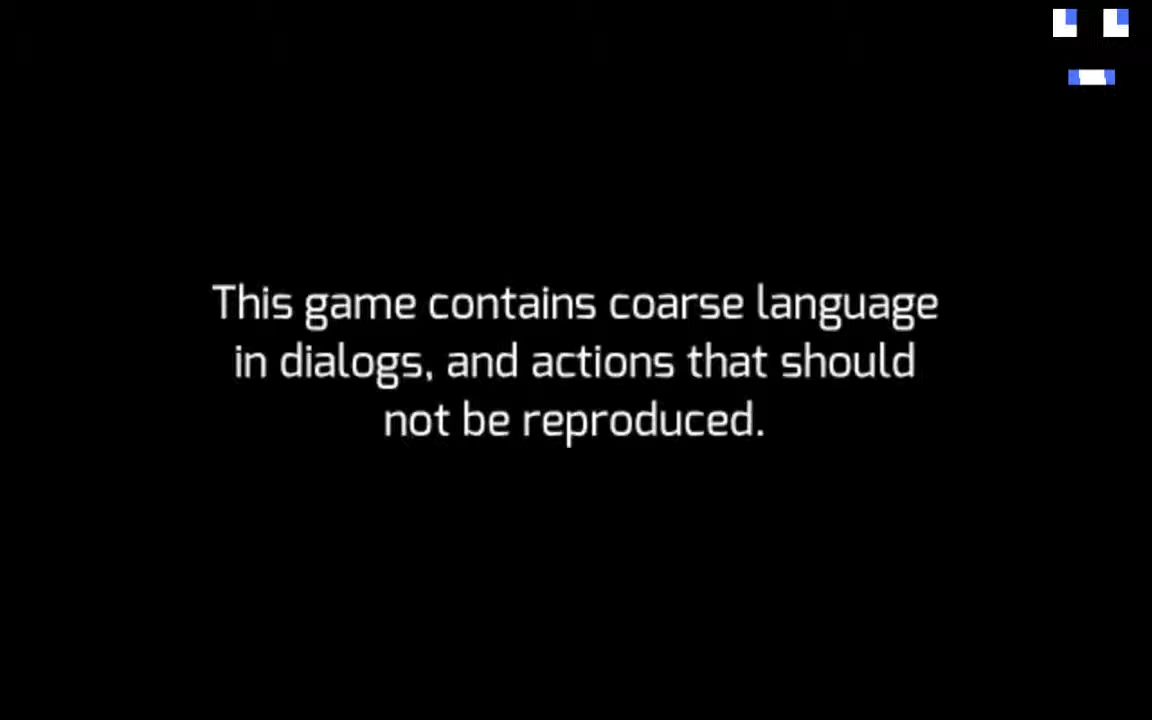 This game contains coarse language
in dialogs, and actions that should
not be reproduced.